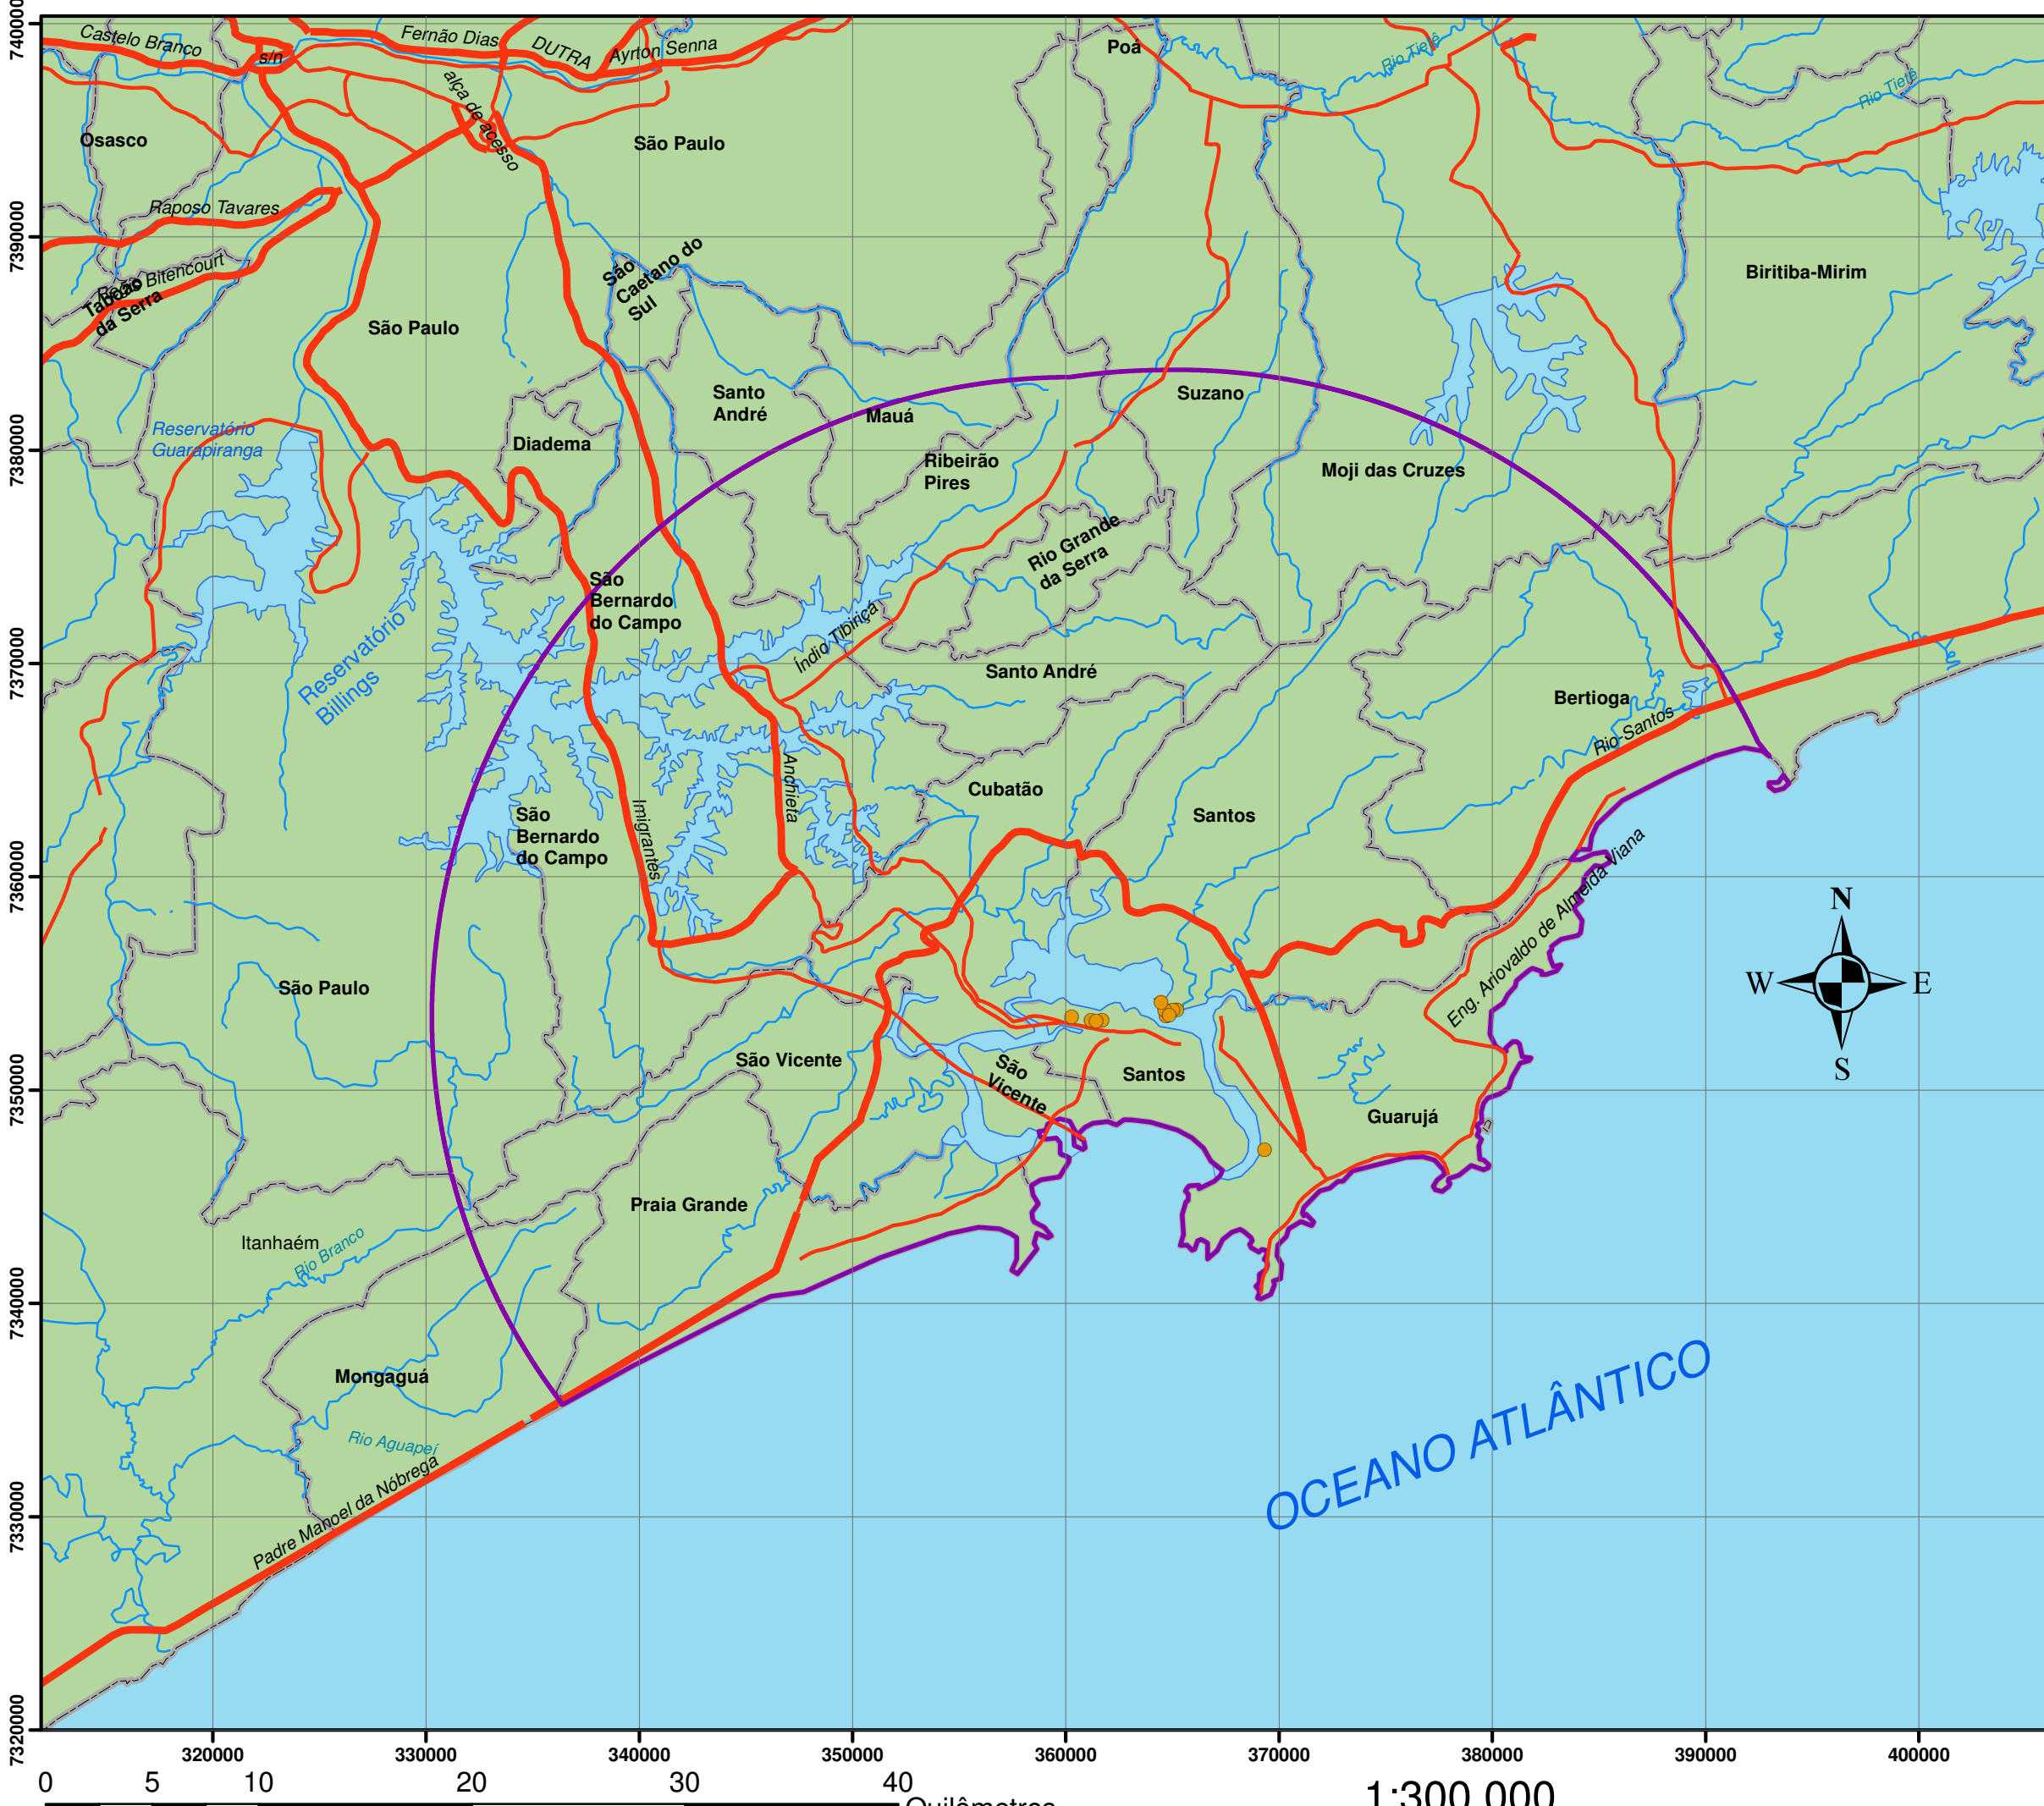 7400000
7390000
7380000
7370000
7360000
7350000
7340000
7330000
7320000
Castelo Branco
s/n
Fernão Dias
DUTRA
Ayrton Senna
alça de acesso
Poá
Rio Tietê
Rio Tietê
Osasco
São Paulo
Raposo Tavares
Bitencourt
Taboão
da Serra
São Paulo
São
Caetano do
Sul
Biritiba-Mirim
Santo
André
Mauá
Suzano
Reservatório
Guarapiranga
Diadema
Ribeirão
Pires
Moji das Cruzes
Rio Grande
da Serra
São
Bernardo
do Campo
Índio Tibiriçá
Reservatório
Billings
Santo André
Bertioga
Rio-Santos
Anchieta
Imigrantes
Cubatão
Santos
São
Bernardo
do Campo
Eng. Ariovaldo de Almeida Viana
N
W
E
S
São Paulo
São Vicente
São
Vicente
Santos
Guarujá
Praia Grande
Itanhaém
Rio Branco
Mongaguá
Rio Aguapeí
Padre Manoel da Nóbrega
OCEANO ATLÂNTICO
320000 330000 340000 350000 360000 370000 380000 390000 400000
0 5 10 20 30 40
Quilômetros
1:300.000